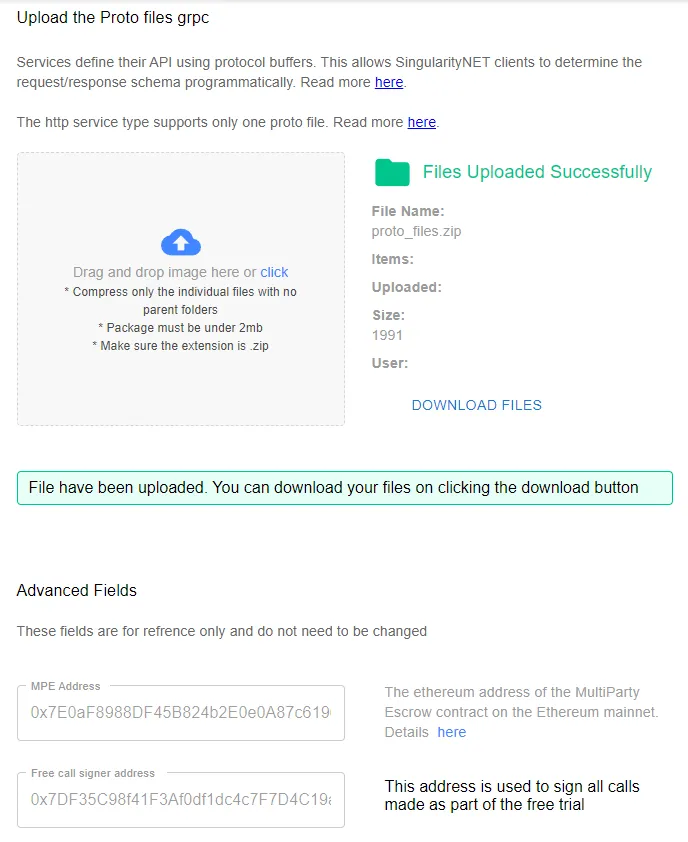 Upload the Proto files grpc
Services define their API using protocol buffers. This allows SingularityNET clients to determine the
request/response schema programmatically. Read more here.
The http service type supports only one proto file. Read more here.
Drag and drop image here or click
* Compress only the individual files with no
parent folders
* Package must be under 2mb
* Make sure the extension is .zip
Files Uploaded Successfully
File Name:
proto_files.zip
Items:
Uploaded:
Size:
1991
User:
DOWNLOAD FILES
File have been uploaded. You can download your files on clicking the download button
Advanced Fields
These fields are for refrence only and do not need to be changed
MPE Address
0x7E0aF8988DF45B824b2E0e0A87c619
The ethereum address of the MultiParty
Escrow contract on the Ethereum mainnet.
Details here
Free call signer address
0x7DF35C98f41F3Af0df1dc4c7F7D4C19a
This address is used to sign all calls
made as part of the free trial